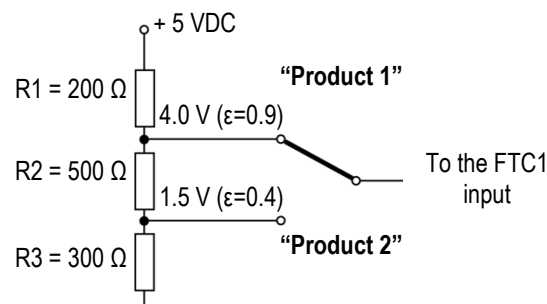 + 5 VDC
R1 = 200 Ω
“Product 1”
4.0 V (ε=0.9)
R2 = 500 Ω
To the FTC1
input
1.5 V (ε=0.4)
“Product 2”
R3 = 300 Ω